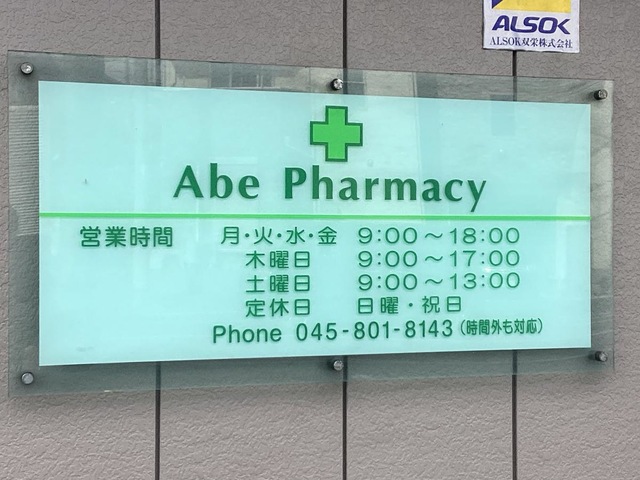 ALSOK
ALSOK双栄株式会社
Abe Pharmacy
営業時間 月・火・水・金 9:00～18:00
木曜日 9:00～17:00
土曜日 9:00～13:00
定休日 日曜・祝日
Phone 045-801-8143（時間外も対応）